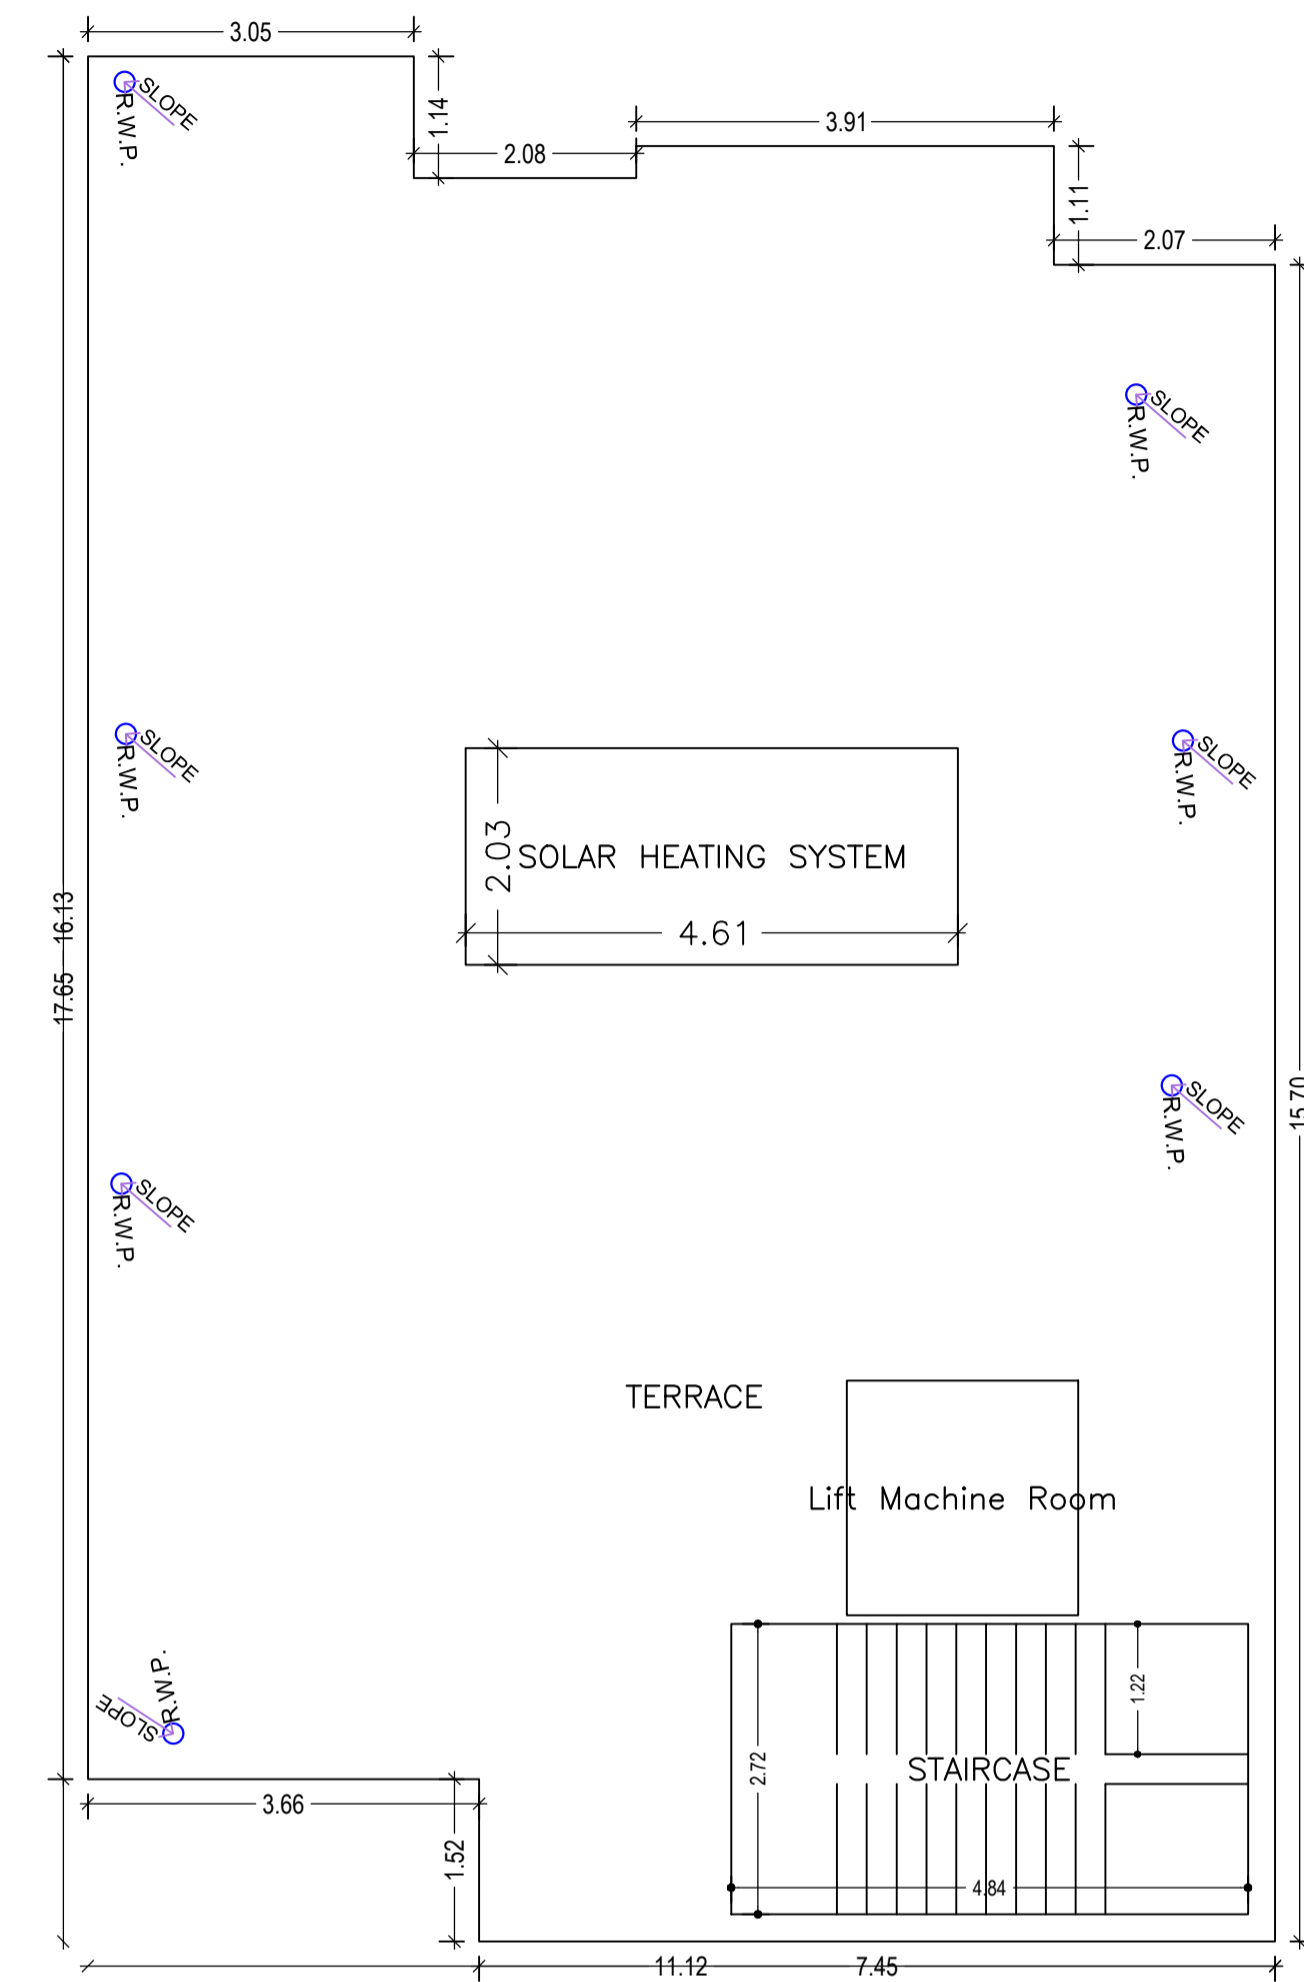 3.05
1.14
3.91
2.08
1.11
2.07
SLOPE
R.W.P.
SLOPE
R.W.P.
SLOPE
R.W.P.
SLOPE
R.W.P.
2.03
SOLAR HEATING SYSTEM
4.61
16.13
17.65
15.70
SLOPE
R.W.P.
SLOPE
R.W.P.
TERRACE
Lift Machine Room
R.W.P.
SLOPE
1.22
2.72
STAIRCASE
3.66
1.52
4.84
11.12
7.45